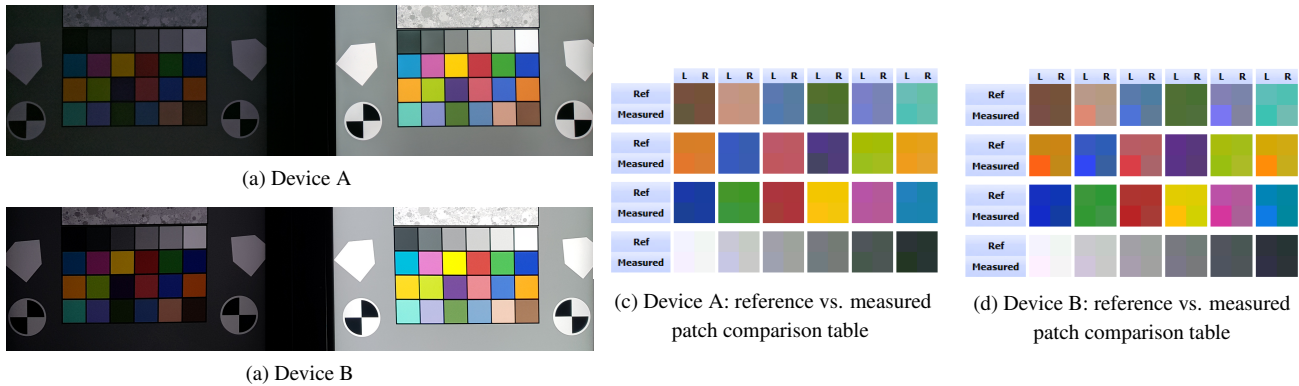 (a) Device A
(a) Device B
L R L R L R L R L R L R
Ref
Measured
Ref
Measured
Ref
Measured
Ref
Measured
(c) Device A: reference vs. measured
patch comparison table
L R L R L R L R L R L R
Ref
Measured
Ref
Measured
Ref
Measured
Ref
Measured
(d) Device B: reference vs. measured
patch comparison table